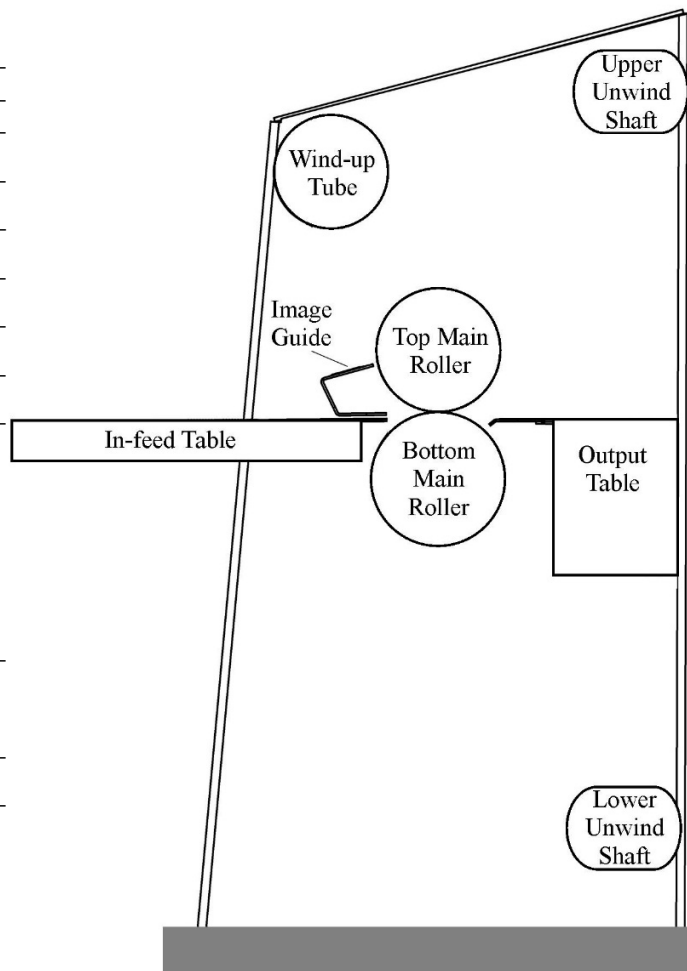 Upper
Unwind
Shaft
Wind-up
Tube
Image
Guide
Top Main
Roller
In-feed Table
Bottom
Main
Roller
Output
Table
Lower
Unwind
Shaft